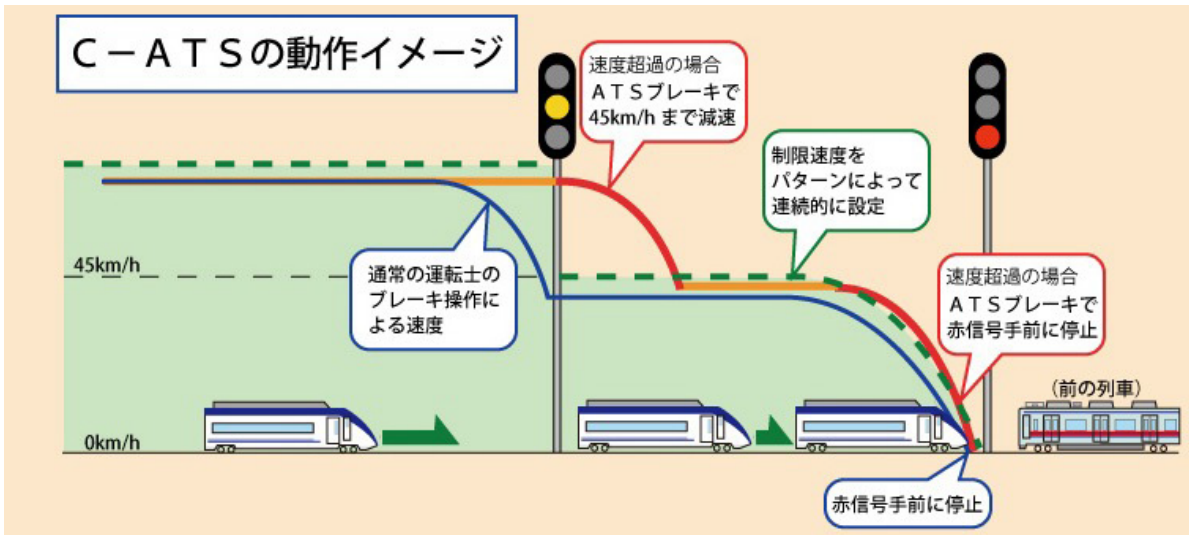 C－ATSの動作イメージ
速度超過の場合
ATSブレーキで
45km/h まで減速
制限速度を
パターンによって
連続的に設定
45km/h
通常の運転士の
ブレーキ操作に
よる速度
速度超過の場合
ATSブレーキで
赤信号手前に停止
（前の列車）
0km/h
赤信号手前に停止